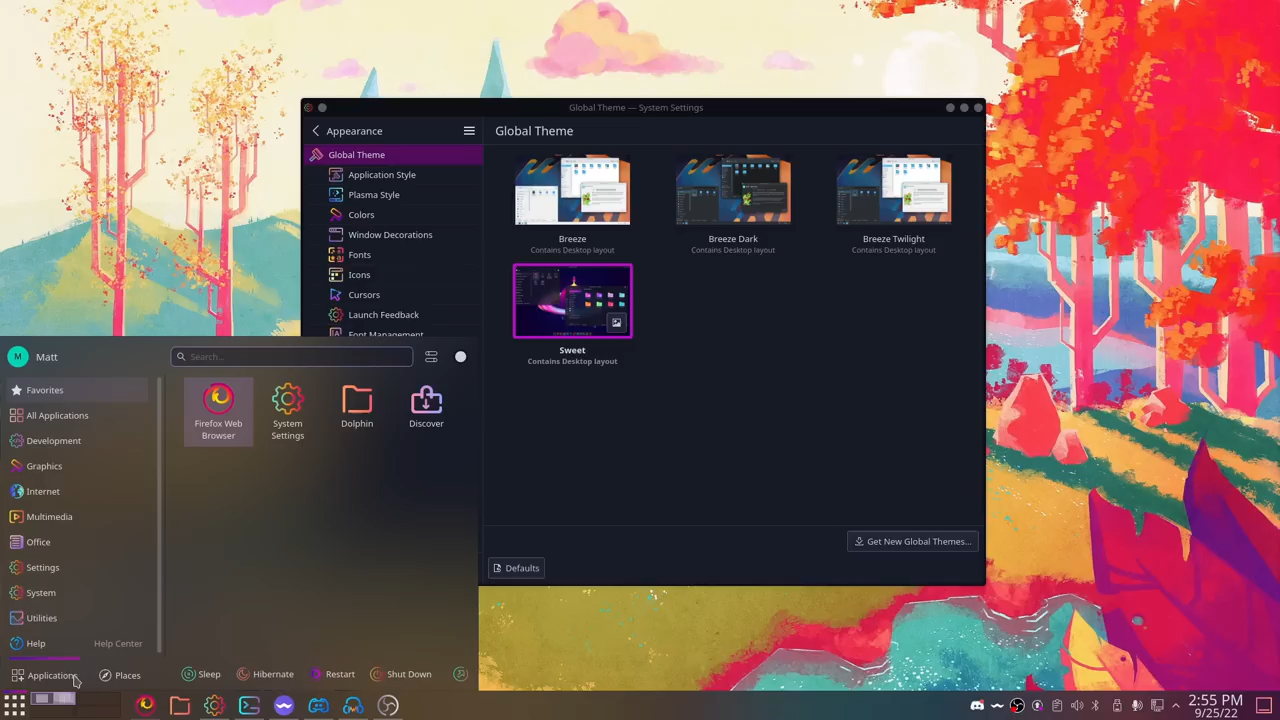 Global Theme — System Settings
Appearance
Global Theme
Global Theme
Application Style
Plasma Style
Colors
Window Decorations
Fonts
Icons
Cursors
Launch Feedback
Font Management
Breeze
Contains Desktop layout
Breeze Dark
Contains Desktop layout
Breeze Twilight
Contains Desktop layout
Sweet
Contains Desktop layout
Get New Global Themes...
Defaults
M
Matt
Search...
Favorites
All Applications
Development
Graphics
Internet
Multimedia
Office
Settings
System
Utilities
Help
Help Center
Firefox Web
Browser
System
Settings
Dolphin
Discover
Applications
Places
Sleep
Hibernate
Restart
Shut Down
2:55 PM
9/25/22